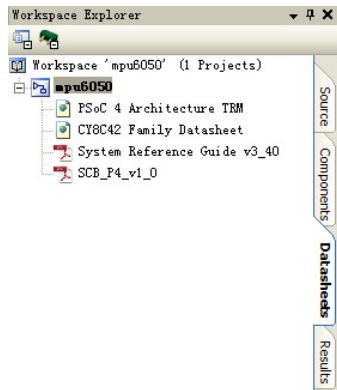 Workspace Explorer
Workspace 'mpu6050' (1 Projects)
mpu6050
PSoC 4 Architecture TRM
CY8C42 Family Datasheet
System Reference Guide v3_40
SCB_P4_v1_0
Source
Components
Datasheets
Results